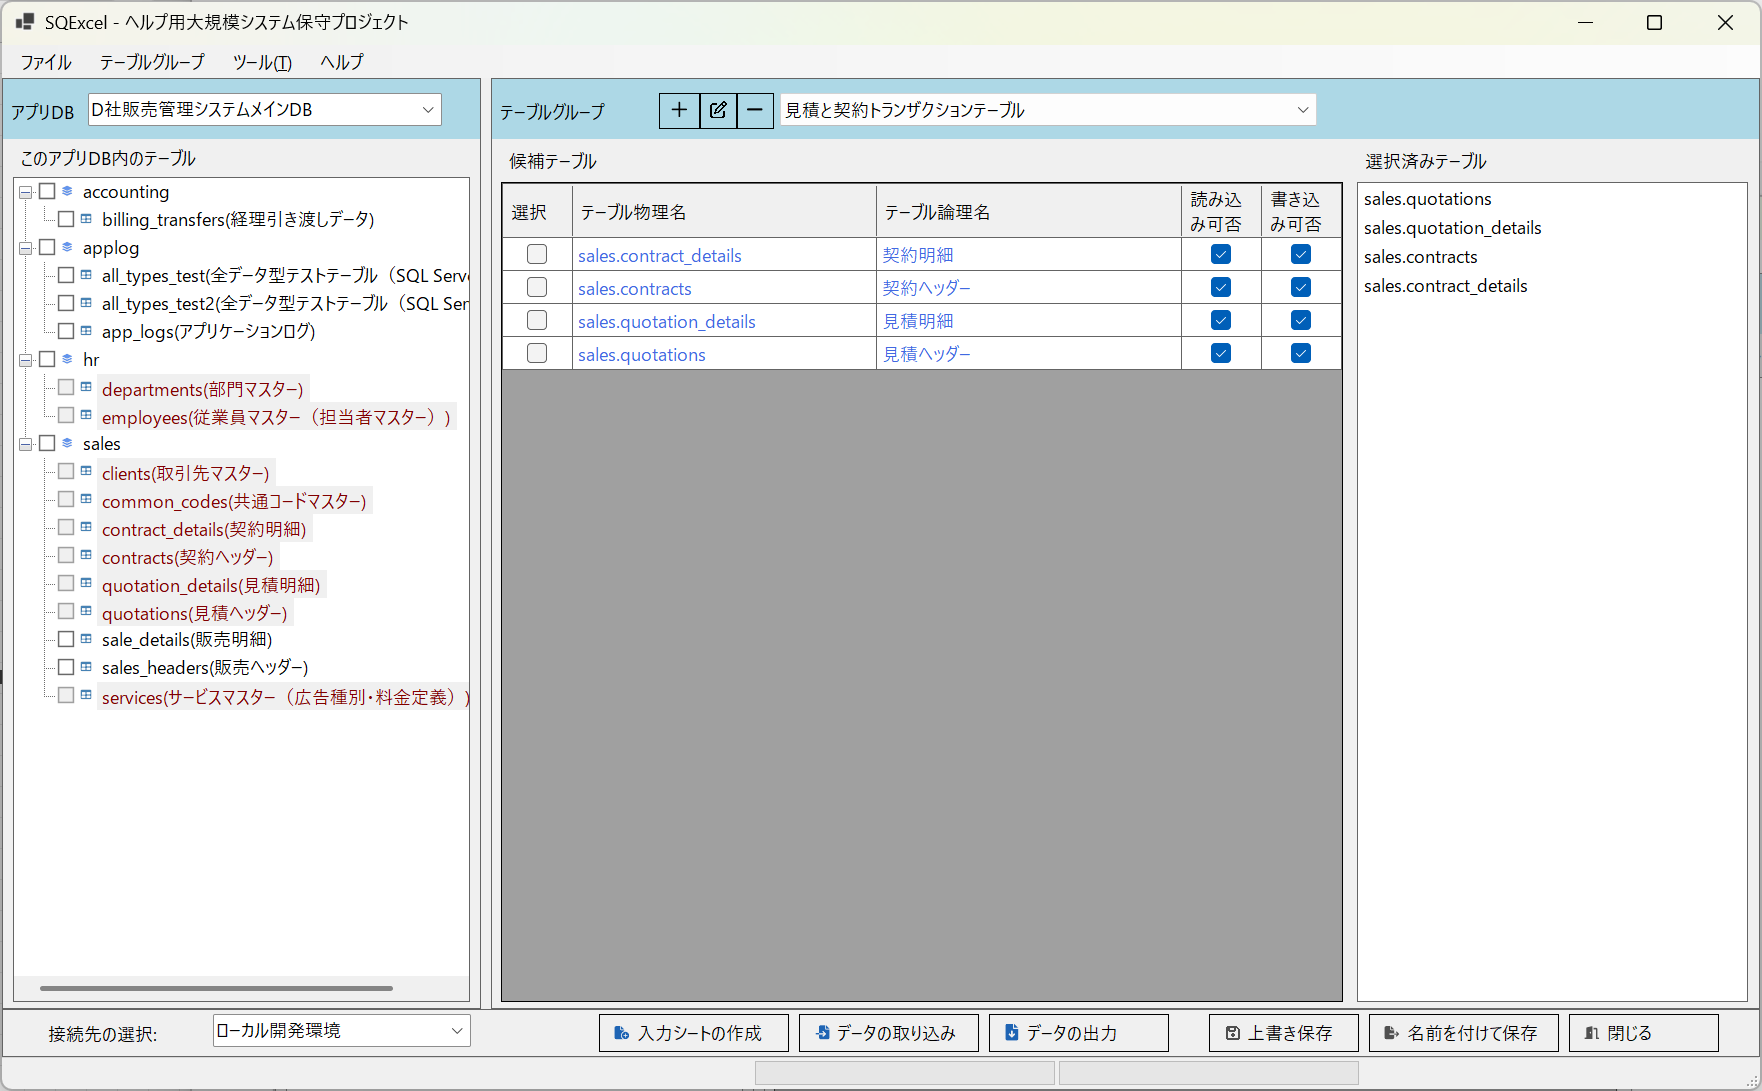 SQExcel - ヘルプ用大規模システム保守プロジェクト
ファイル テーブルグループ ツール(T) ヘルプ
アプリDB D社販売管理システムメインDB
テーブルグループ 見積と契約トランザクションテーブル
このアプリDB内のテーブル
accounting
billing_transfers(経理引き渡しデータ)
applog
all_types_test(全データ型テストテーブル（SQL Serve
all_types_test2(全データ型テストテーブル（SQL Ser
app_logs(アプリケーションログ)
hr
departments(部門マスター)
employees(従業員マスター（担当者マスター）)
sales
clients(取引先マスター)
common_codes(共通コードマスター)
contract_details(契約明細)
contracts(契約ヘッダー)
quotation_details(見積明細)
quotations(見積ヘッダー)
sale_details(販売明細)
sales_headers(販売ヘッダー)
services(サービスマスター（広告種別・料金定義）)
候補テーブル
選択 テーブル物理名 テーブル論理名 読み込み可否 書き込み可否
sales.contract_details 契約明細
sales.contracts 契約ヘッダー
sales.quotation_details 見積明細
sales.quotations 見積ヘッダー
選択済みテーブル
sales.quotations
sales.quotation_details
sales.contracts
sales.contract_details
接続先の選択: ローカル開発環境
入力シートの作成 データの取り込み データの出力 上書き保存 名前を付けて保存 閉じる